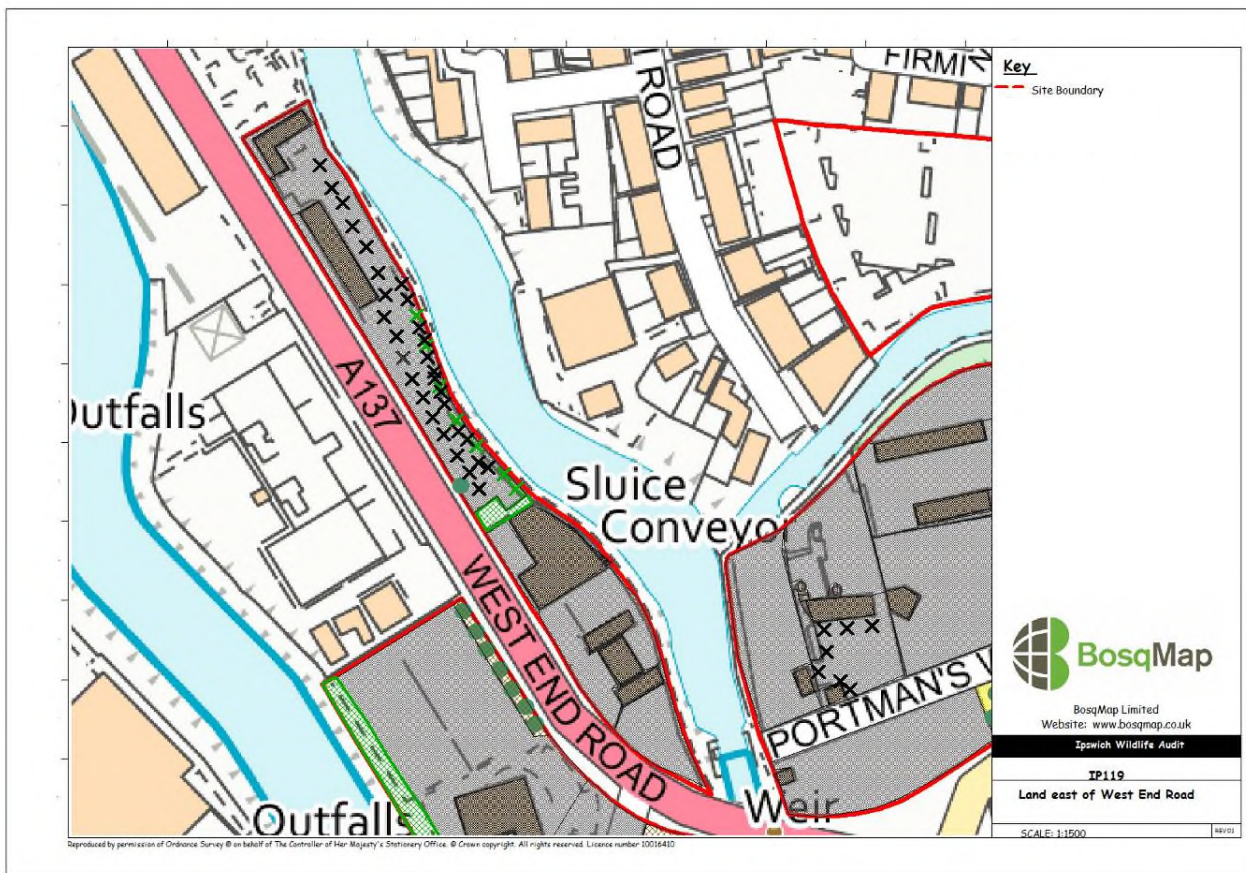 Key
Site Boundary
ROAD
FIRMIN
A137
Outfalls
Sluice
Conveyor
WEST END ROAD
PORTMAN'S
Weir
Outfalls
BosqMap
BosqMap Limited
Website: www.bosqmap.co.uk
Ipswich Wildlife Audit
IP119
Land east of West End Road
SCALE: 1:1500
REV01
Reproduced by permission of Ordnance Survey ® on behalf of The Controller of Her Majesty's Stationery Office. © Crown copyright. All rights reserved. Licence number 10016410